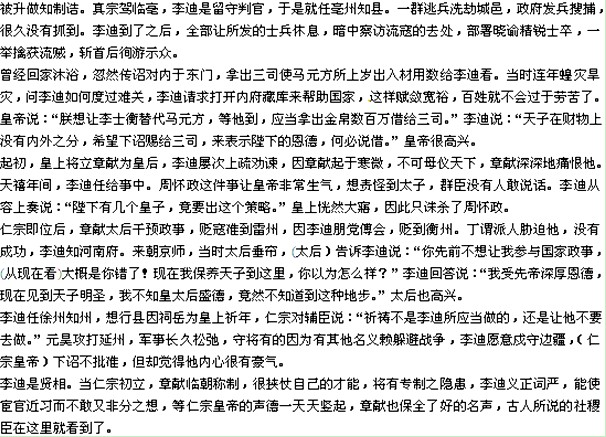 被升做知制诰。真宗驾临亳，李迪是留守判官，于是就任亳州知县。一群逃兵洗劫城邑，政府发兵搜捕，
很久没有抓到。李迪到了之后，全部让所发的士兵休息，暗中察访流寇的去处，部署晓谕精锐士卒，一
举擒获流贼，斩首后徇游示众。
曾经回家沐浴，忽然传诏对内于东门，拿出三司使马元方所上岁出入材用数给李迪看。当时连年蝗灾旱
灾，问李迪如何度过难关，李迪请求打开内府藏库来帮助国家，这样赋敛宽裕，百姓就不会过于劳苦了。
皇帝说：“朕想让李士衡替代马元方，等他到，应当拿出金帛数百万借给三司。”李迪说：“天子在财物上
没有内外之分，希望下诏赐给三司，来表示陛下的恩德，何必说借。”皇帝很高兴。
起初，皇上将立章献为皇后，李迪屡次上疏劝谏，因章献起于寒微，不可母仪天下，章献深深地痛恨他。
天禧年间，李迪任给事中。周怀政这件事让皇帝非常生气，想责怪到太子，群臣没有人敢说话。李迪从
容上奏说：“陛下有几个皇子，竟要出这个策略。”皇上恍然大寤，因此只诛杀了周怀政。
仁宗即位后，章献太后干预政事，贬寇准到雷州，因李迪朋党傅会，贬到衡州。丁谓派人胁迫他，没有
成功，李迪知河南府。来朝京师，当时太后垂帘，(太后）告诉李迪说：“你先前不想让我参与国家政事，
(从现在看)大概是你错了！现在我保养天子到这里，你以为怎么样？”李迪回答说：“我受先帝深厚恩德，
现在见到天子明圣，我不知皇太后盛德，竟然不知道到这种地步。”太后也高兴。
李迪任徐州知州，想行县因祠岳为皇上祈年，仁宗对辅臣说：“祈祷不是李迪所应当做的，还是让他不要
去做。”元昊攻打延州，军事长久松弛，守将有的因为有其他名义赖躲避战争，李迪愿意戍守边疆，（仁
宗皇帝）下诏不批准，但却觉得他内心很有豪气。
李迪是贤相。当仁宗初立，章献临朝称制，很挟仗自己的才能，将有专制之隐患，李迪义正词严，能使
宦官近习而不敢又非分之想，等仁宗皇帝的声德一天天竖起，章献也保全了好的名声，古人所说的社稷
臣在这里就看到了。